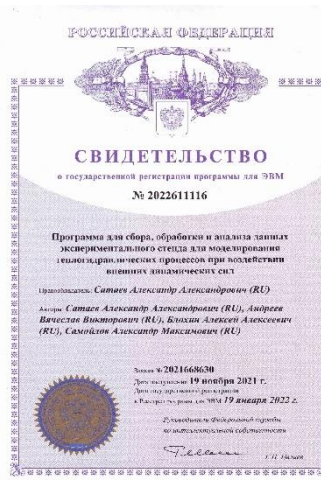 РОССИЙСКАЯ ФЕДЕРАЦИЯ
СВИДЕТЕЛЬСТВО
о государственной регистрации программы для ЭВМ
№ 2022611116
Программа для сбора, обработки и анализа данных
экспериментального стенда для моделирования
теплогидравлических процессов при воздействии
внешних динамических сил
Правообладатель: Сатаев Александр Александрович (RU)
Авторы: Сатаев Александр Александрович (RU), Андреев
Вячеслав Викторович (RU), Блохин Алексей Алексеевич
(RU), Самойлов Александр Максимович (RU)
Заявка № 2021668630
Дата поступления 19 ноября 2021 г.
Дата государственной регистрации
в Реестре программ для ЭВМ 19 января 2022 г.
Руководитель Федеральной службы
по интеллектуальной собственности